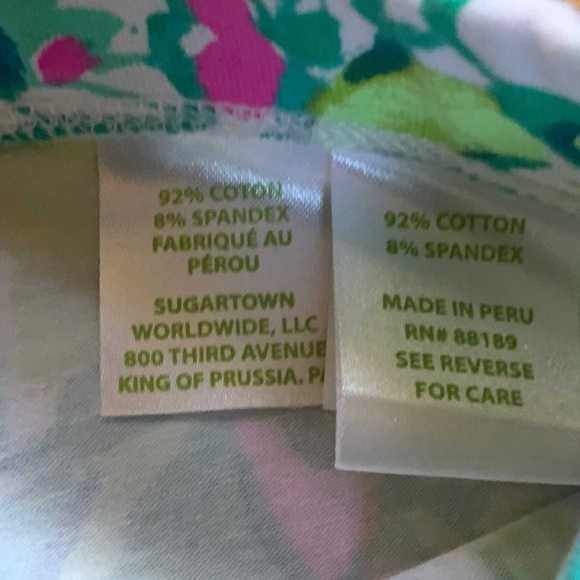 92% COTON
8% SPANDEX
FABRIQUÉ AU
PÉROU
SUGARTOWN
WORLDWIDE, LLC
800 THIRD AVENUE
KING OF PRUSSIA. PA
92% COTTON
8% SPANDEX
MADE IN PERU
RN# 88189
SEE REVERSE
FOR CARE